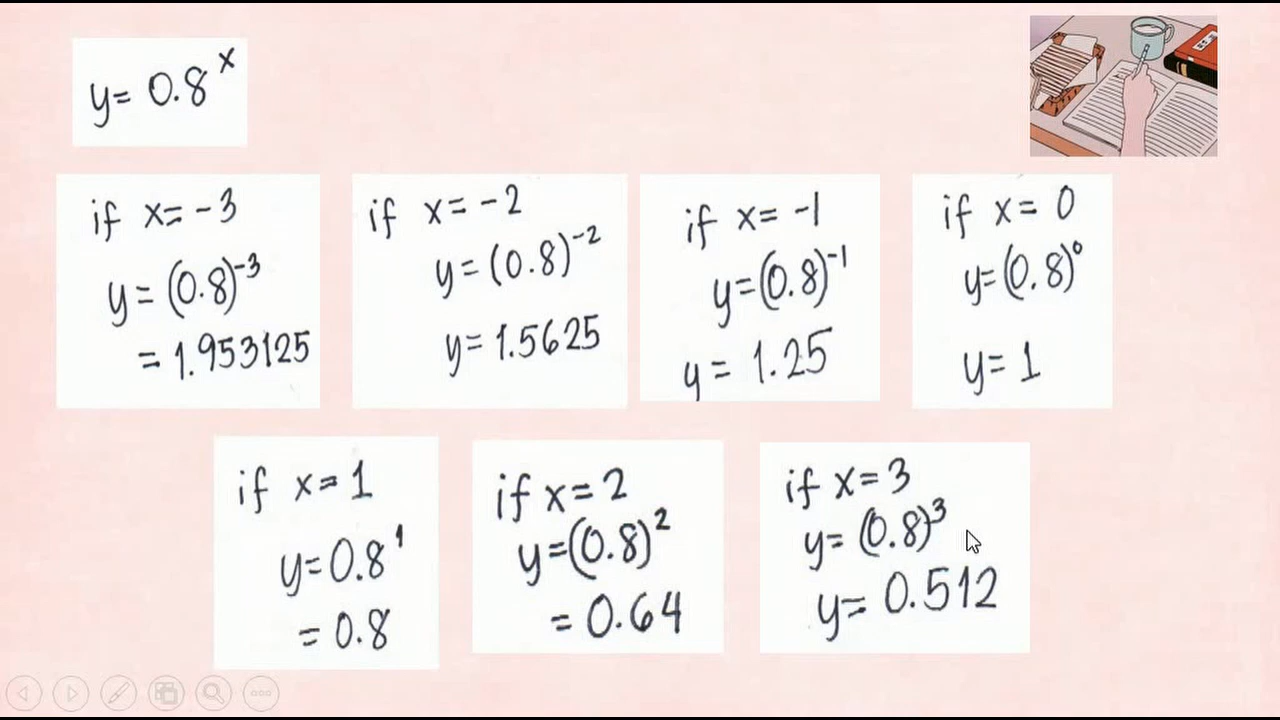 y= 0.8^x
if x= -3
y= (0.8)^-3
= 1.953125
if x= -2
y= (0.8)^-2
y= 1.5625
if x= -1
y= (0.8)^-1
y= 1.25
if x= 0
y= (0.8)^0
y= 1
if x= 1
y= 0.8^1
= 0.8
if x= 2
y= (0.8)^2
= 0.64
if x= 3
y= (0.8)^3
y= 0.512